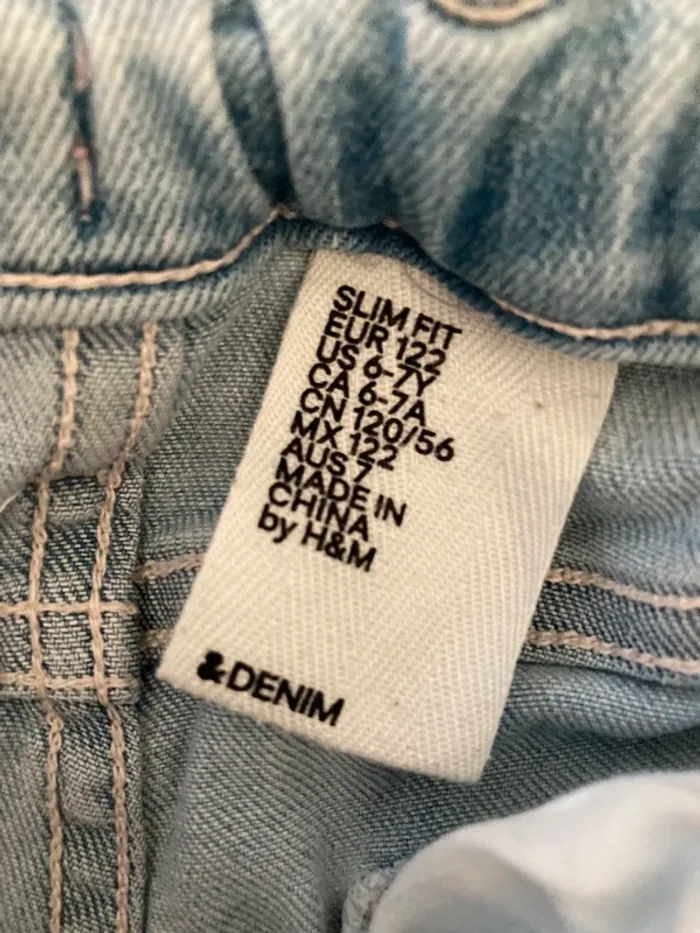 SLIM FIT
EUR 122
US 6-7Y
CA 6-7A
CN 120/56
MX 122
AUS 7
MADE IN
CHINA
by H&M
&DENIM